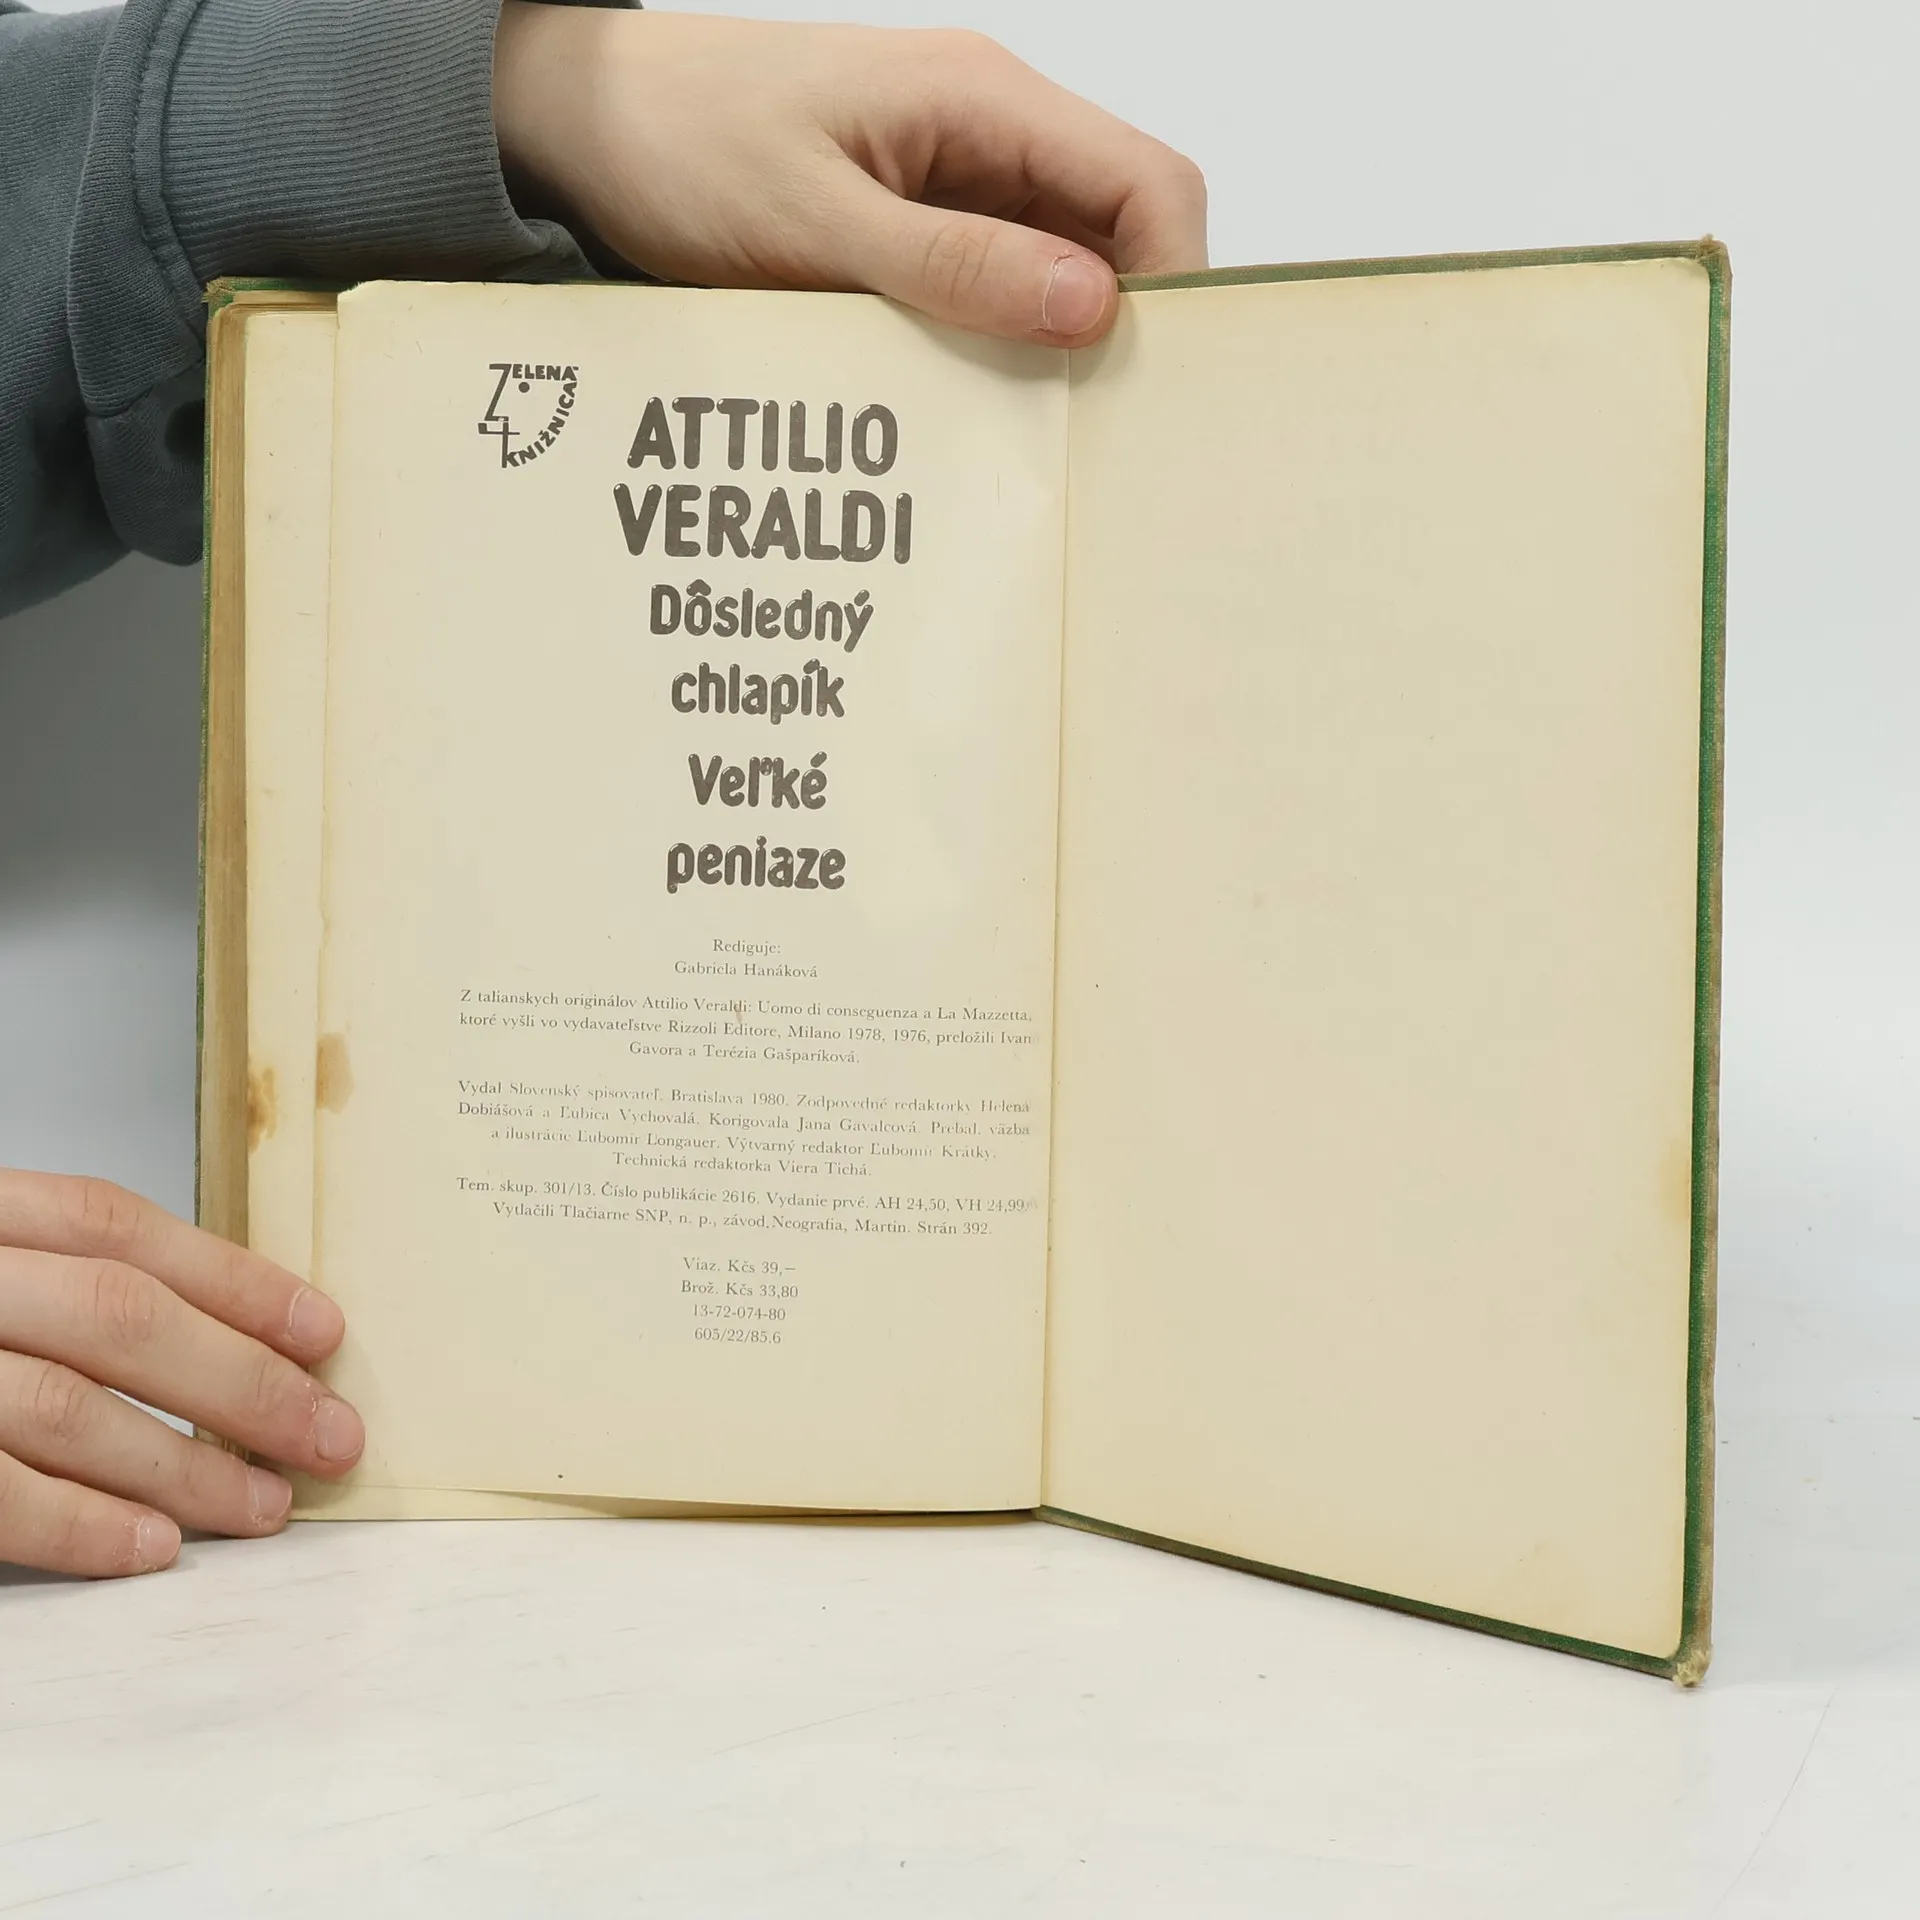 ZELENÁ KNIŽNICA
ATTILIO
VERALDI
Dôsledný
chlapík
Veľké
peniaze
Rediguje:
Gabriela Hanáková
Z talianskych originálov Attilio Veraldi: Uomo di conseguenza a La Mazzetta,
ktoré vyšli vo vydavateľstve Rizzoli Editore, Milano 1978, 1976, preložili Ivan
Gavora a Terézia Gašparíková.
Vydal Slovenský spisovateľ, Bratislava 1980. Zodpovedné redaktorky Helena
Dobiášová a Ľubica Vychovalá. Korigovala Jana Gavalcová. Prebal, väzba
a ilustrácie Ľubomír Longauer. Výtvarný redaktor Ľubomír Krátky.
Technická redaktorka Viera Tichá.
Tem. skup. 301/13. Číslo publikácie 2616. Vydanie prvé. AH 24,50, VH 24,99.
Vytlačili Tlačiarne SNP, n. p., závod Neografia, Martin. Strán 392.
Viaz. Kčs 39,—
Brož. Kčs 33,80
13-72-074-80
605/22/85.6